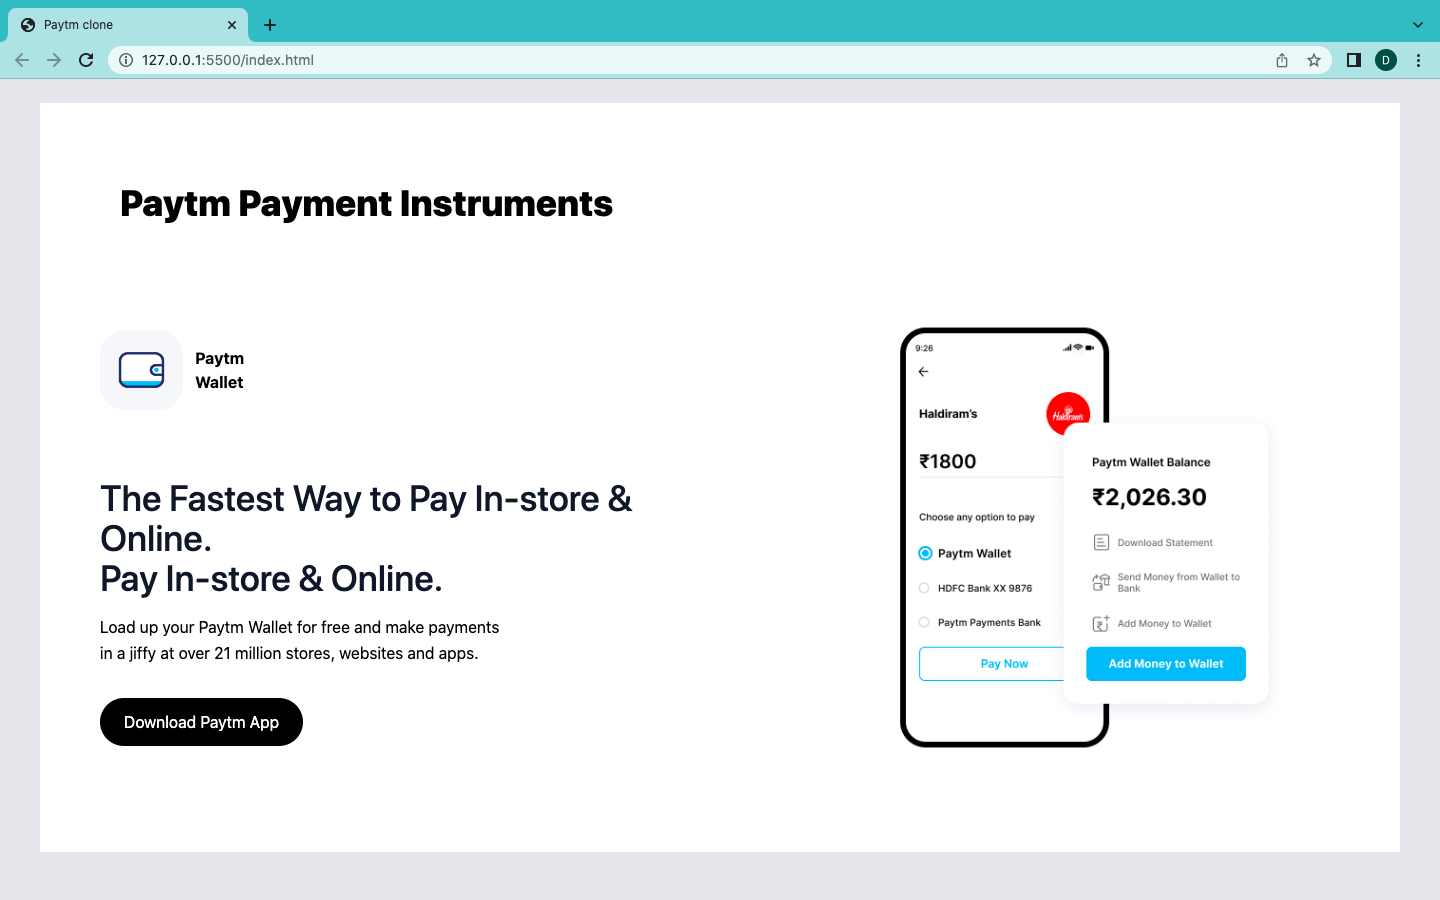 Paytm clone
127.0.0.1:5500/index.html
D
Paytm Payment Instruments
Paytm
Wallet
The Fastest Way to Pay In-store &
Online.
Pay In-store & Online.
Load up your Paytm Wallet for free and make payments
in a jiffy at over 21 million stores, websites and apps.
Download Paytm App
9:26
Haldiram's
Haldiram's
₹1800
Choose any option to pay
Paytm Wallet
HDFC Bank XX 9876
Paytm Payments Bank
Pay Now
Paytm Wallet Balance
₹2,026.30
Download Statement
Send Money from Wallet to
Bank
Add Money to Wallet
Add Money to Wallet